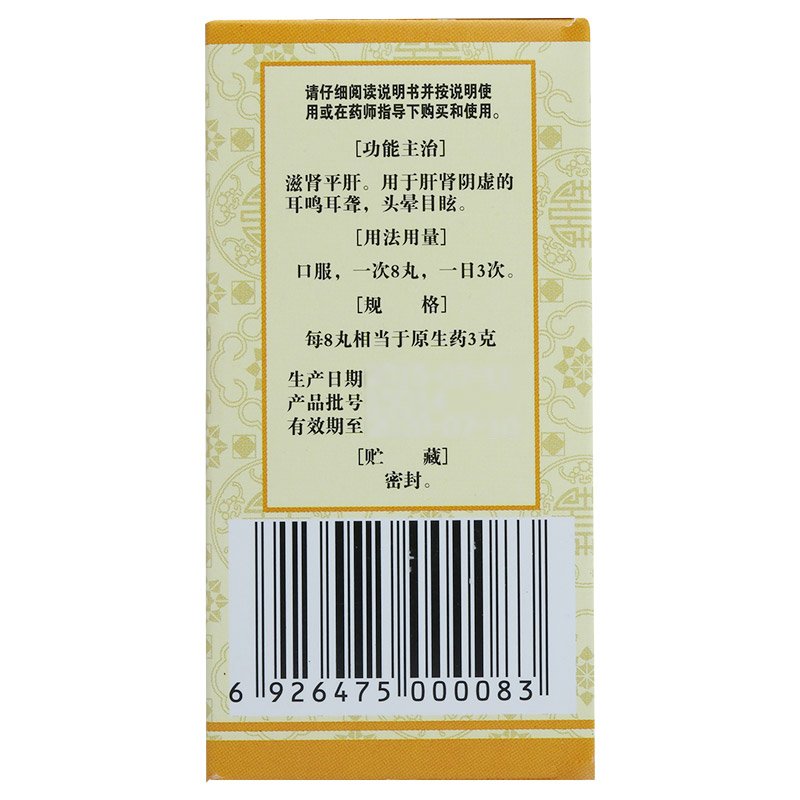 请仔细阅读说明书并按说明使
用或在药师指导下购买和使用。
[功能主治]
滋肾平肝。用于肝肾阴虚的
耳鸣耳聋，头晕目眩。
[用法用量]
口服，一次8丸，一日3次。
[规 格]
每8丸相当于原生药3克
生产日期
产品批号
有效期至
[贮 藏]
密封。
6 926475 000083